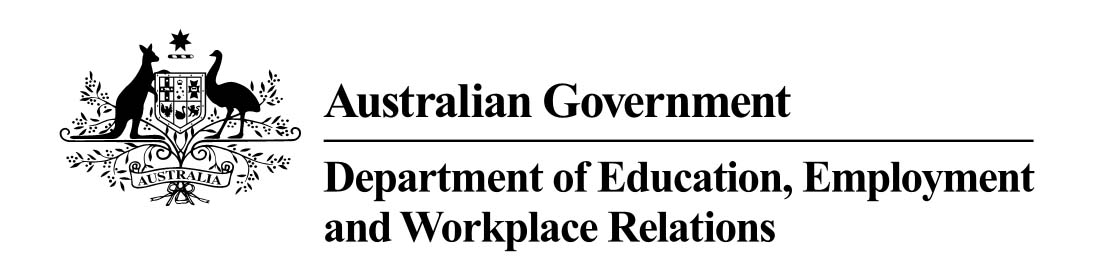 AUSTRALIA
Australian Government
Department of Education, Employment
and Workplace Relations